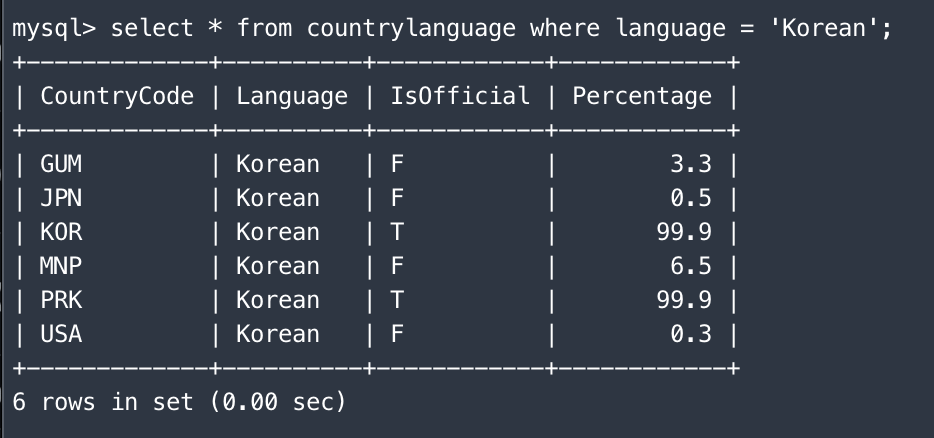 mysql> select * from countrylanguage where language = 'Korean';
+-------------+----------+------------+------------+
| CountryCode | Language | IsOfficial | Percentage |
+-------------+----------+------------+------------+
| GUM         | Korean   | F          |        3.3 |
| JPN         | Korean   | F          |        0.5 |
| KOR         | Korean   | T          |       99.9 |
| MNP         | Korean   | F          |        6.5 |
| PRK         | Korean   | T          |       99.9 |
| USA         | Korean   | F          |        0.3 |
+-------------+----------+------------+------------+
6 rows in set (0.00 sec)